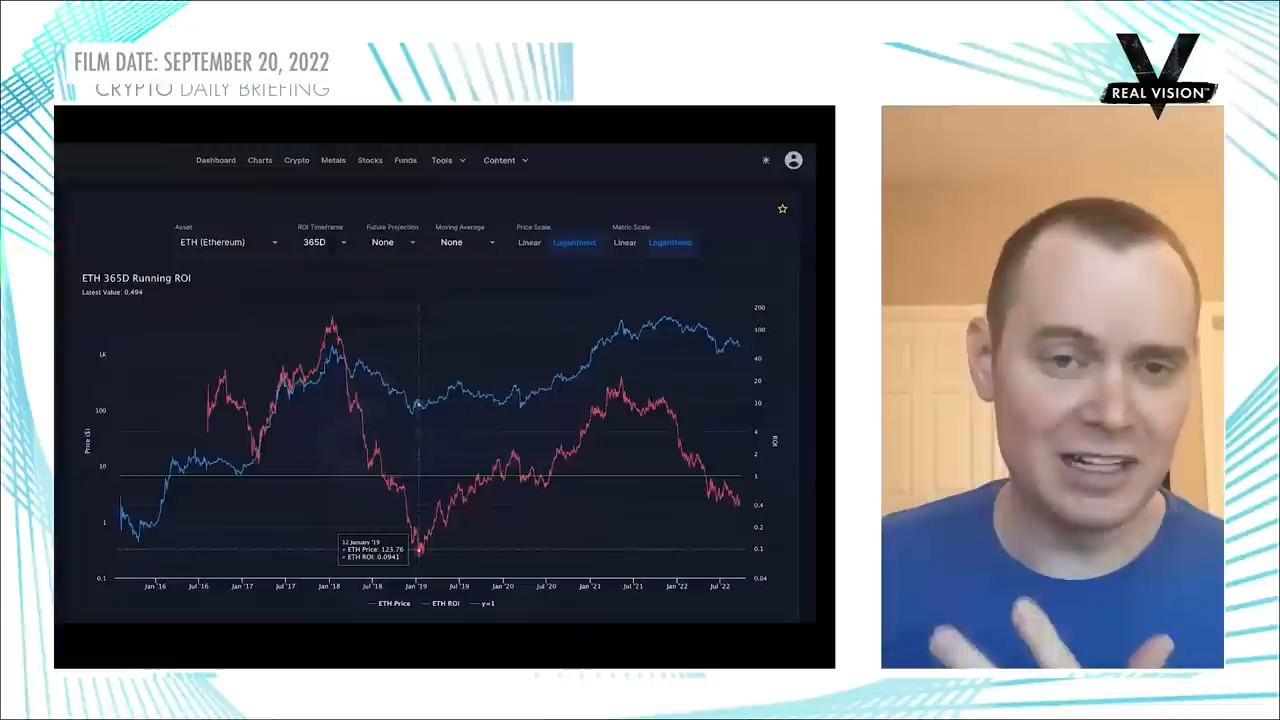 FILM DATE: SEPTEMBER 20, 2022
CRYPTO DAILY BRIEFING
REAL VISION™
Dashboard Charts Crypto Metals Stocks Funds Tools Content
Asset ROI Timeframe Future Projection Moving Average Price Scale Metric Scale
ETH (Ethereum) 365D None None Linear Logarithmic Linear Logarithmic
ETH 365D Running ROI
Latest Value: 0.494
200
100
1K
40
20
100
10
4
Price ($)
ROI
2
10
1
0.4
1
0.2
12 January '19
ETH Price: 123.76
0.1
ETH ROI: 0.0941
0.1
0.04
Jan '16 Jul '16 Jan '17 Jul '17 Jan '18 Jul '18 Jan '19 Jul '19 Jan '20 Jul '20 Jan '21 Jul '21 Jan '22 Jul '22
ETH Price ETH ROI y=1